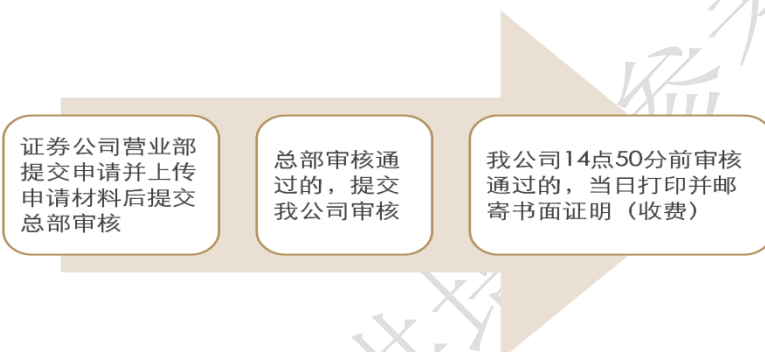 证券公司营业部
提交申请并上传
申请材料后提交
总部审核
总部审核通
过的，提交
我公司审核
我公司14点50分前审核
通过的，当日打印并邮
寄书面证明（收费）